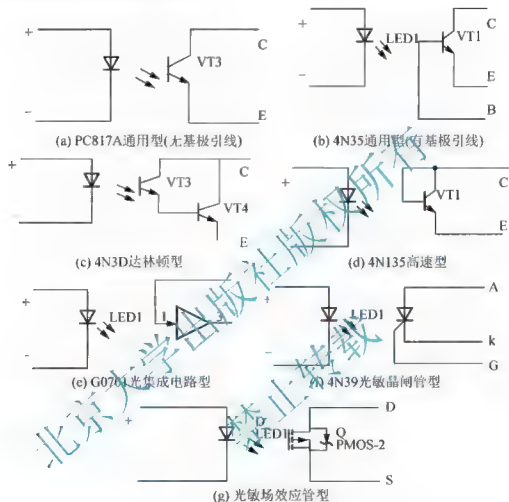 +
-
VT3
C
E
(a) PC817A通用型(无基极引线)
+
-
LED1
VT1
C
E
B
(b) 4N35通用型(有基极引线)
+
-
VT3
VT4
C
E
(c) 4N3D达林顿型
+
-
VT1
C
E
(d) 4N135高速型
+
-
LED1
1
3
(e) G0701光集成电路型
+
-
LED1
A
k
G
(f) 4N39光敏晶闸管型
+
LED1
D
Q
PMOS-2
D
S
(g) 光敏场效应管型
北京大学出版社版权所有
禁止转载